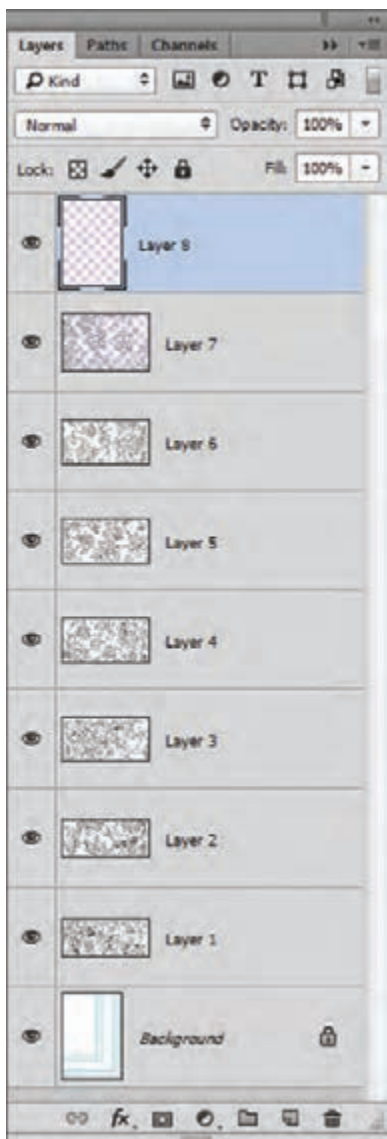 Layers Paths Channels
Kind
Normal Opacity: 100%
Lock: Fill: 100%
Layer 8
Layer 7
Layer 6
Layer 5
Layer 4
Layer 3
Layer 2
Layer 1
Background
fx